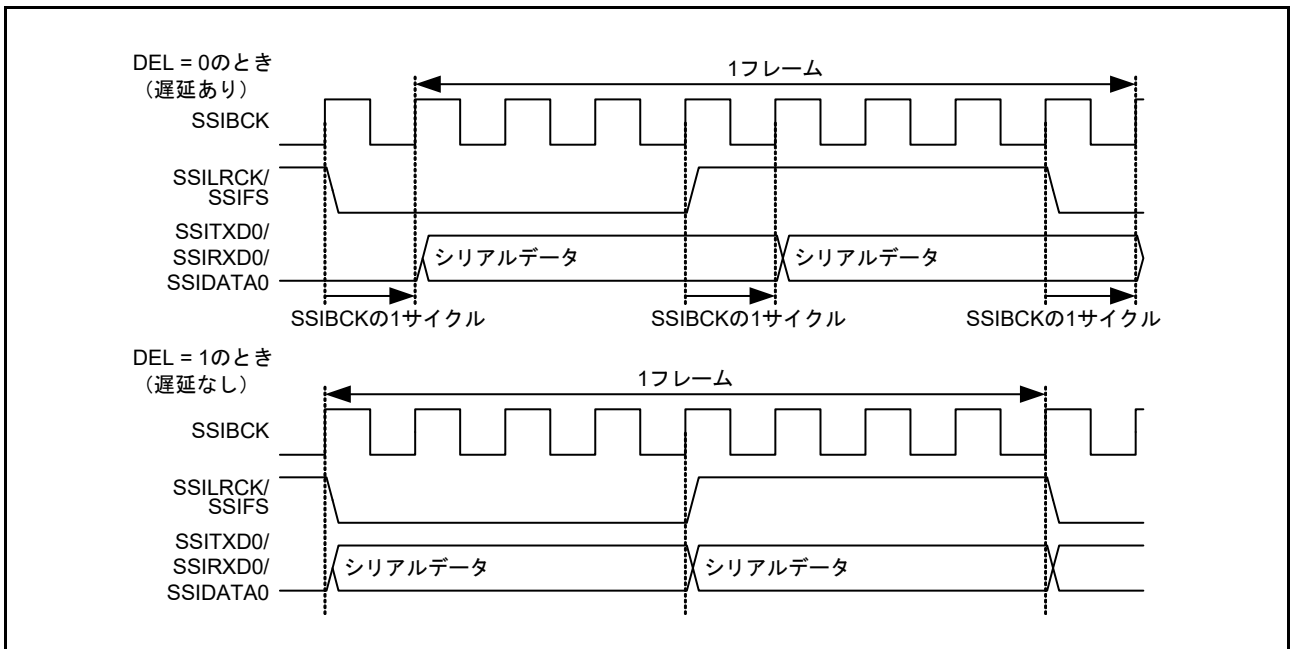 DEL = 0のとき
（遅延あり）
1フレーム
SSIBCK
SSILRCK/
SSIFS
SSITXD0/
SSIRXD0/
SSIDATA0
シリアルデータ
シリアルデータ
SSIBCKの1サイクル
SSIBCKの1サイクル
SSIBCKの1サイクル
DEL = 1のとき
（遅延なし）
1フレーム
SSIBCK
SSILRCK/
SSIFS
SSITXD0/
SSIRXD0/
SSIDATA0
シリアルデータ
シリアルデータ